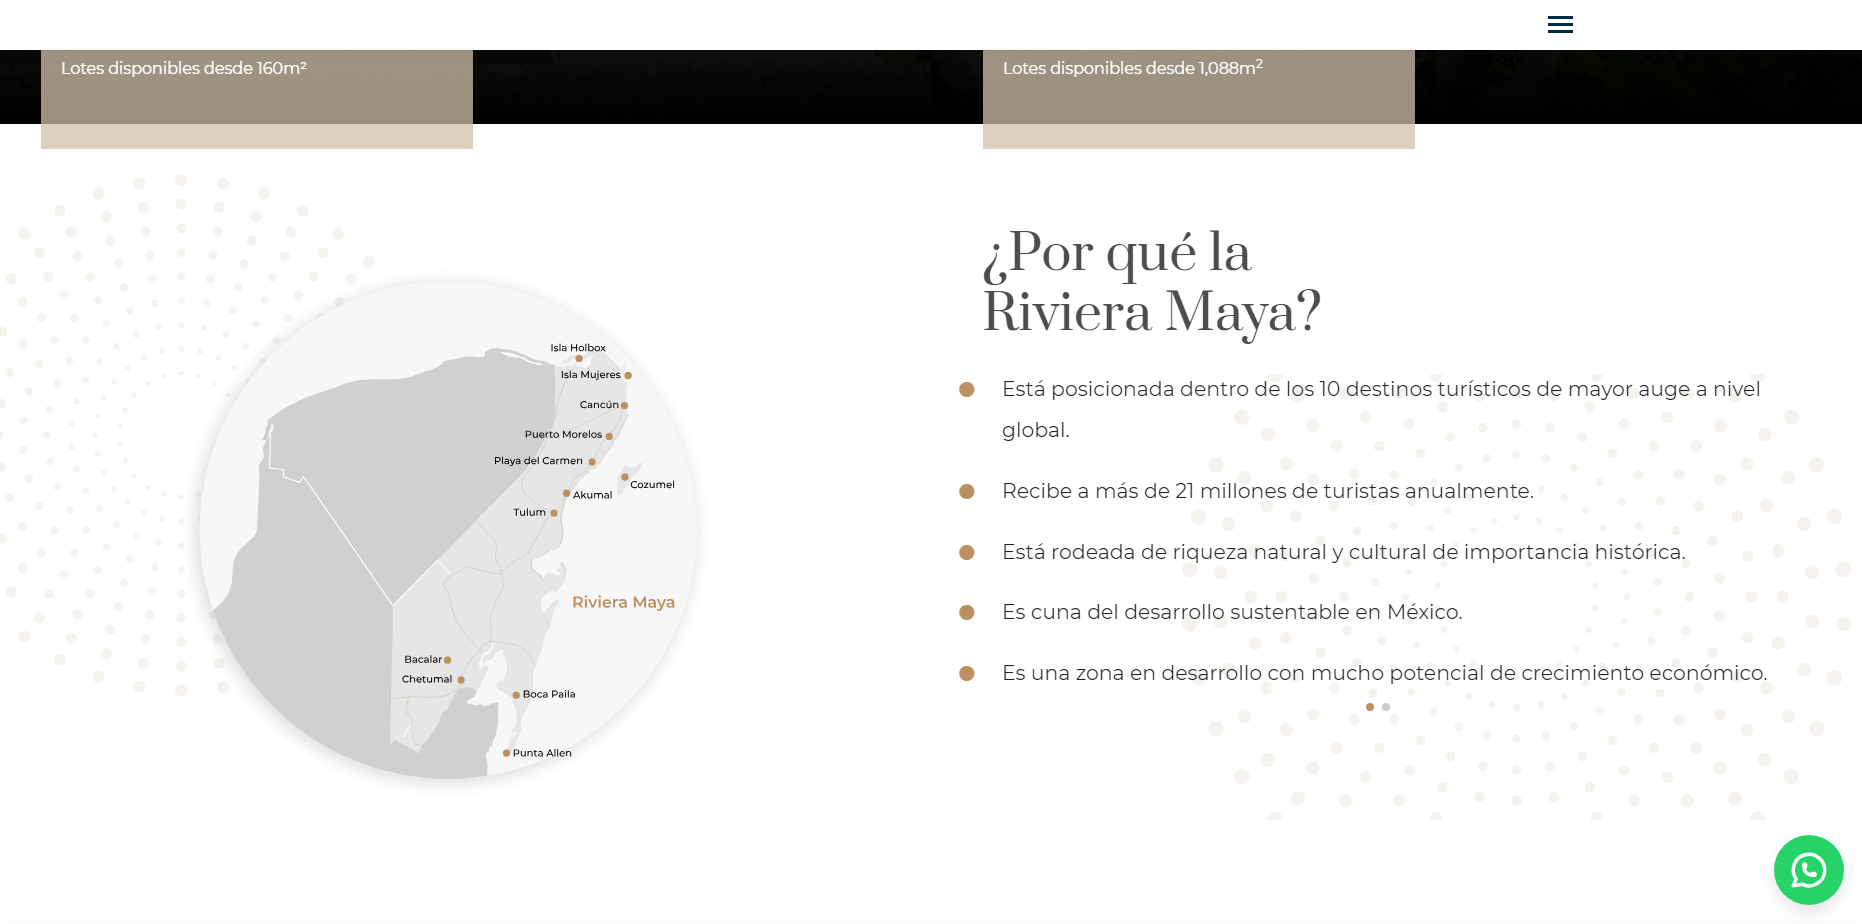 Lotes disponibles desde 160m²
Lotes disponibles desde 1,088m²
¿Por qué la
Riviera Maya?
Está posicionada dentro de los 10 destinos turísticos de mayor auge a nivel
global.
Recibe a más de 21 millones de turistas anualmente.
Está rodeada de riqueza natural y cultural de importancia histórica.
Es cuna del desarrollo sustentable en México.
Es una zona en desarrollo con mucho potencial de crecimiento económico.
Isla Holbox
Isla Mujeres
Cancún
Puerto Morelos
Playa del Carmen
Cozumel
Akumal
Tulum
Riviera Maya
Bacalar
Chetumal
Boca Paila
Punta Allen